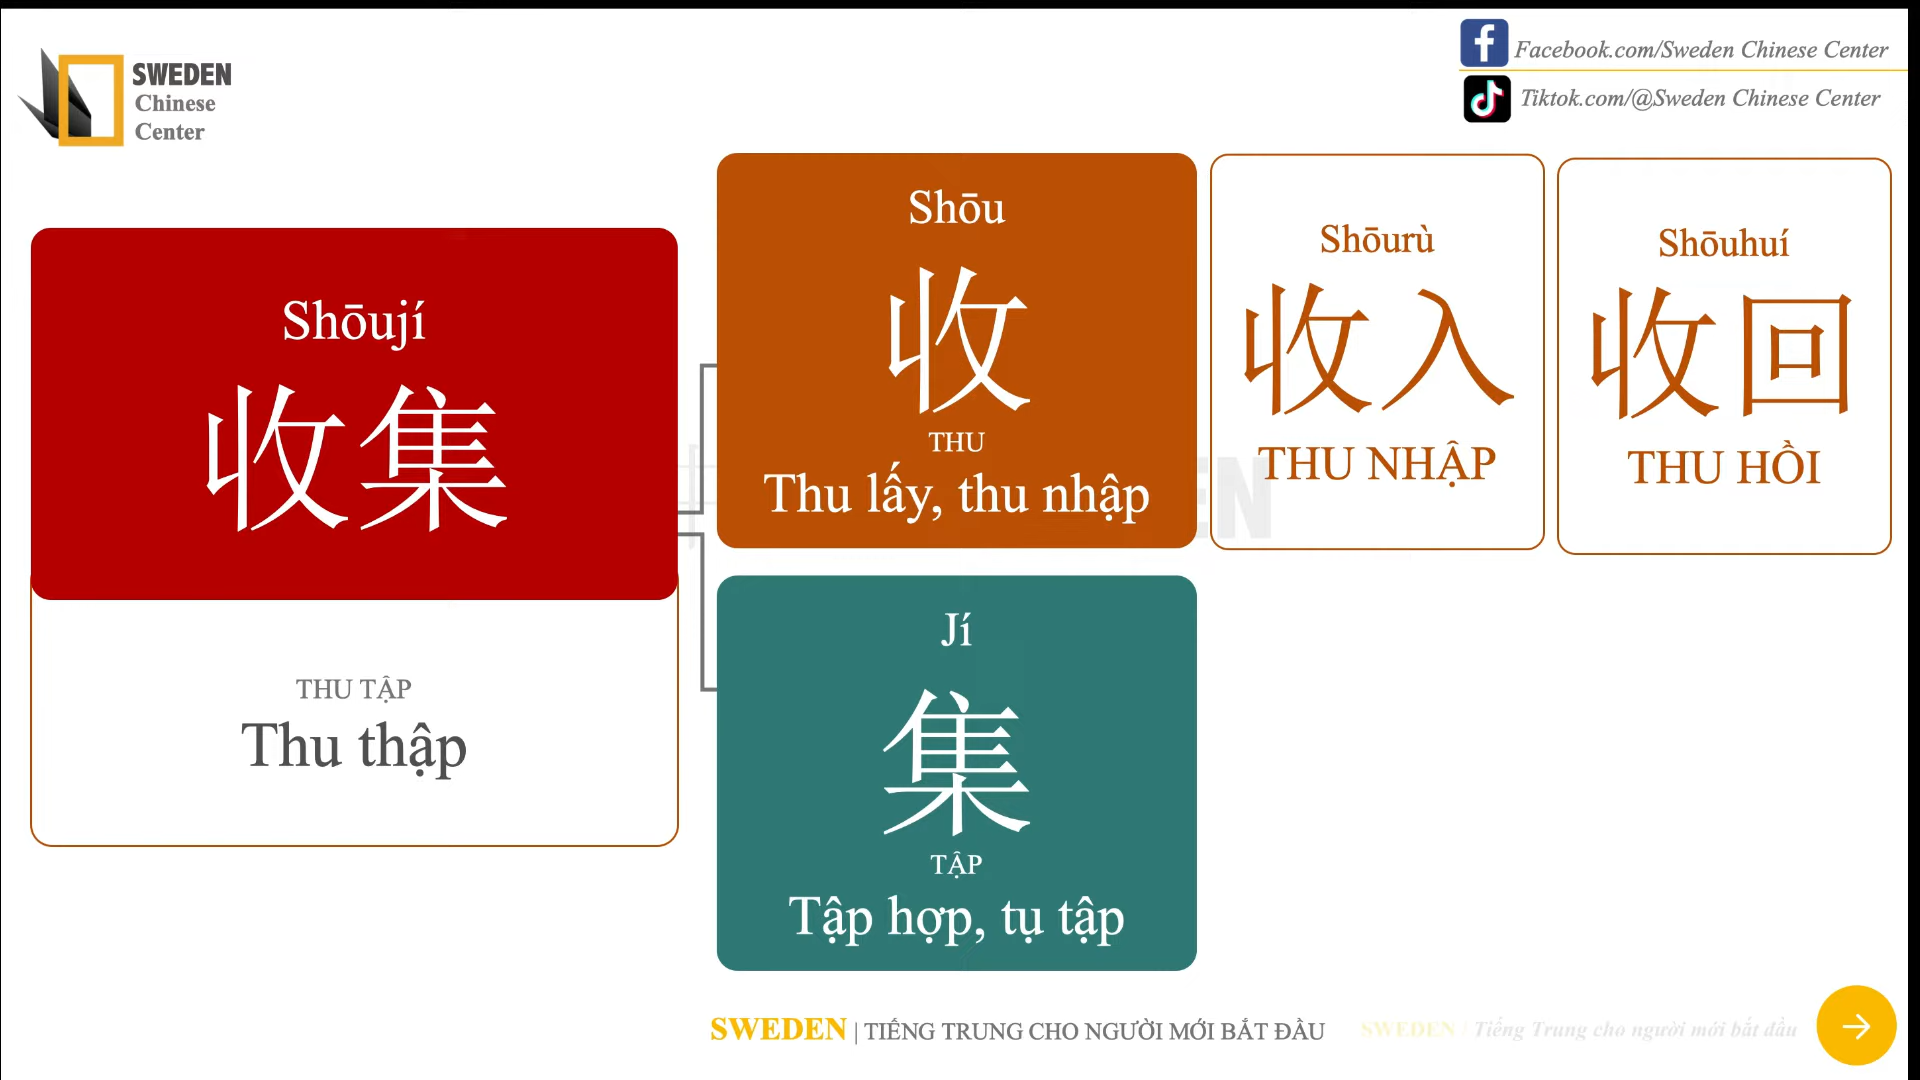 SWEDEN
Chinese
Center
Facebook.com/Sweden Chinese Center
Tiktok.com/@Sweden Chinese Center
Shōují
收集
THU TẬP
Thu thập
Shōu
收
THU
Thu lấy, thu nhập
Shōurù
收入
THU NHẬP
Shōuhuí
收回
THU HỒI
Jí
集
TẬP
Tập hợp, tụ tập
SWEDEN | TIẾNG TRUNG CHO NGƯỜI MỚI BẮT ĐẦU
SWEDEN | Tiếng Trung cho người mới bắt đầu